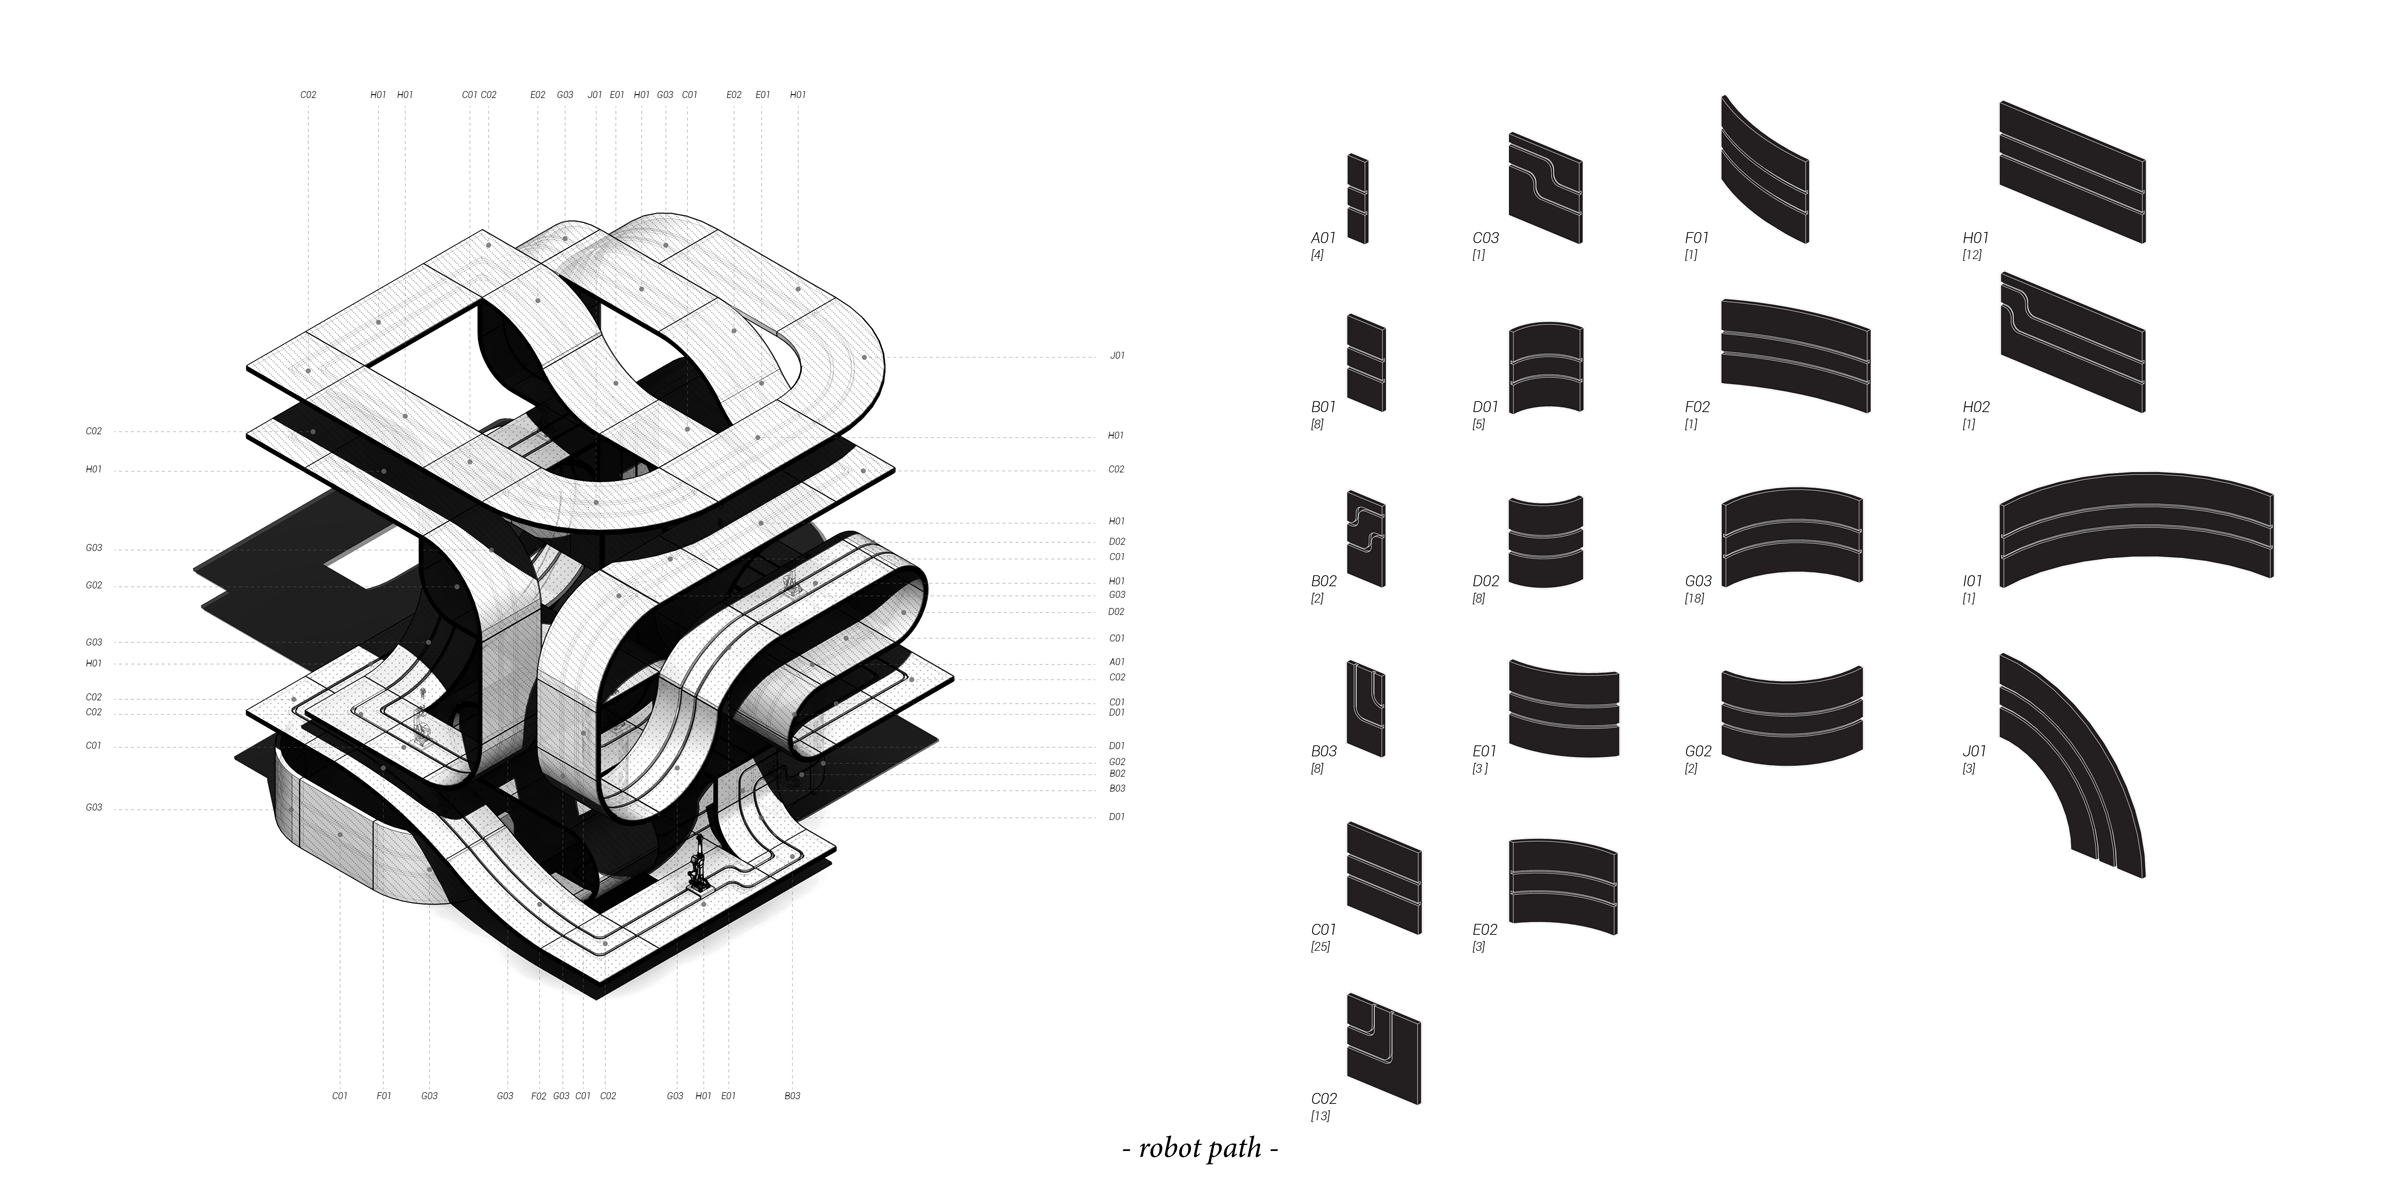 C02 H01 H01 C01 C02 E02 G03 J01 E01 H01 G03 C01 E02 E01 H01
C02
H01
G03
G02
G03
H01
C02
C02
C01
G03
J01
H01
C02
H01
D02
C01
H01
G03
D02
C01
A01
C02
C01
D01
D01
G02
B02
B03
D01
C01 F01 G03 G03 F02 G03 C01 C02 G03 H01 E01 B03
A01
[4]
C03
[1]
F01
[1]
H01
[12]
B01
[8]
D01
[5]
F02
[1]
H02
[1]
B02
[2]
D02
[8]
G03
[18]
I01
[1]
B03
[8]
E01
[3 ]
G02
[2]
J01
[3]
C01
[25]
E02
[3]
C02
[13]
- robot path -